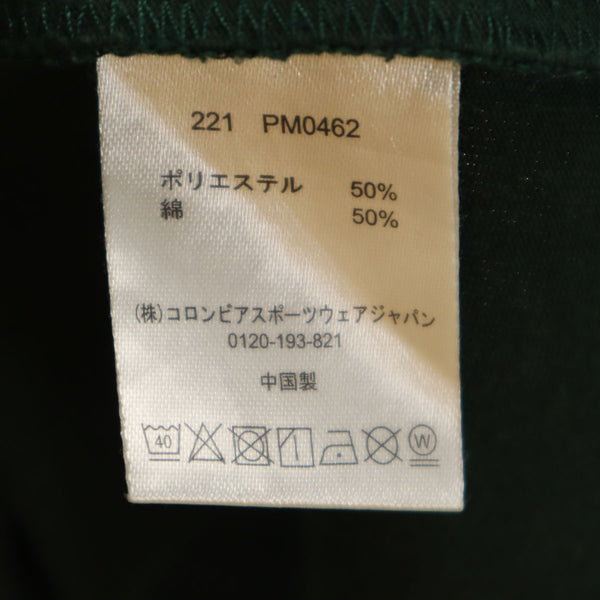 221 PM0462
ポリエステル 50%
綿 50%
(株)コロンビアスポーツウェアジャパン
0120-193-821
中国製
40 W